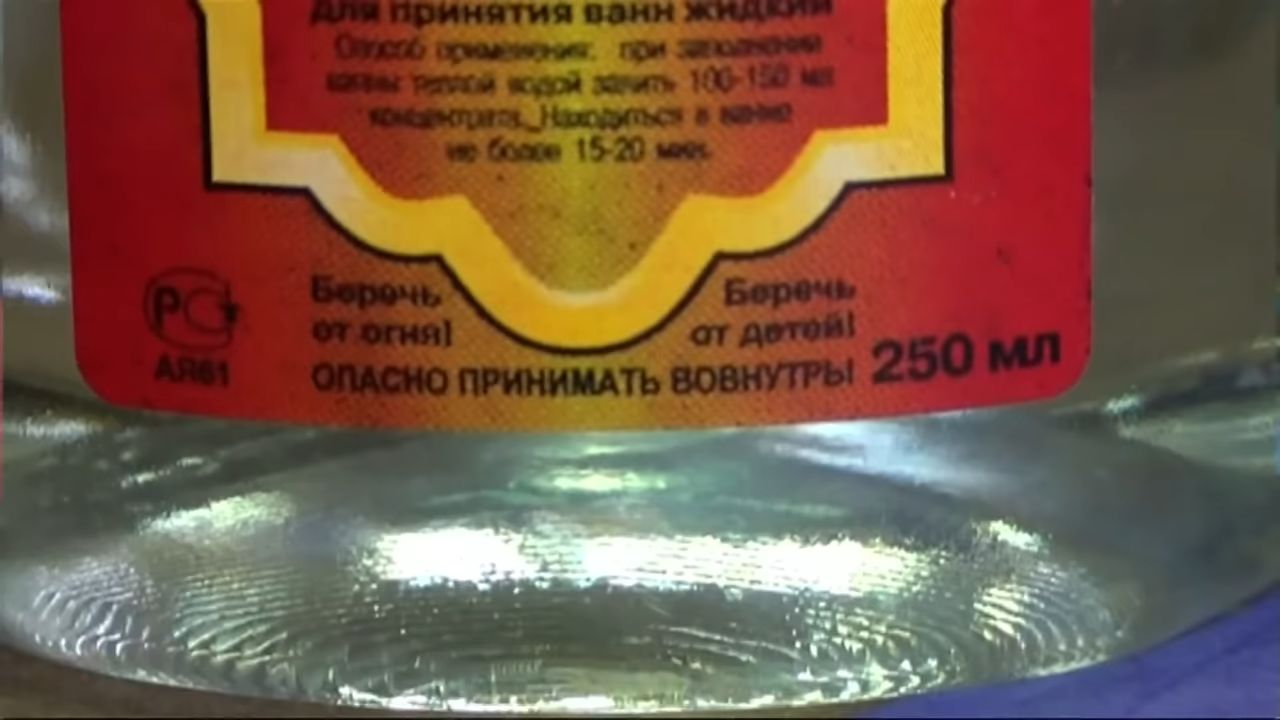 для принятия ванн жидкий
Способ применения: при заполнении
ванны теплой водой залить 100-150 мл
концентрата. Находиться в ванне
не более 15-20 мин.
Беречь
от огня!
Беречь
от детей!
РСТ
АЯ61
ОПАСНО ПРИНИМАТЬ ВОВНУТРЫ
250 мл